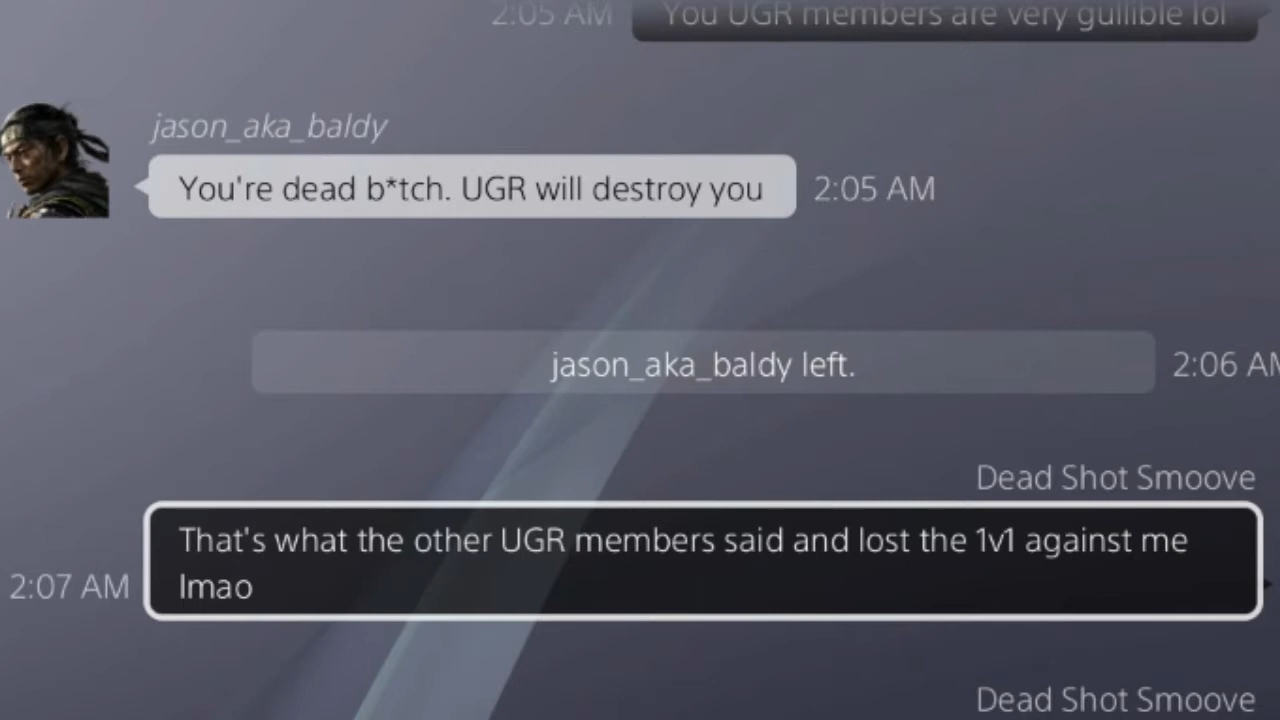 2:05 AM You UGR members are very gullible lol
jason_aka_baldy
You're dead b*tch. UGR will destroy you 2:05 AM
jason_aka_baldy left. 2:06 AM
Dead Shot Smoove
That's what the other UGR members said and lost the 1v1 against me
2:07 AM lmao
Dead Shot Smoove